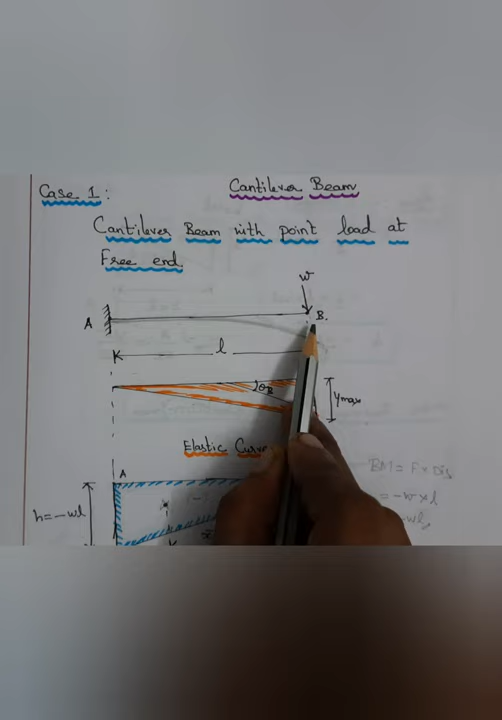 Case 1:
Cantilever Beam
Cantilever Beam with point load at
Free end.
w
A
B.
l
θB
Ymax
Elastic Curve
A
BM = F x Dis
= -w x l
h = -wl